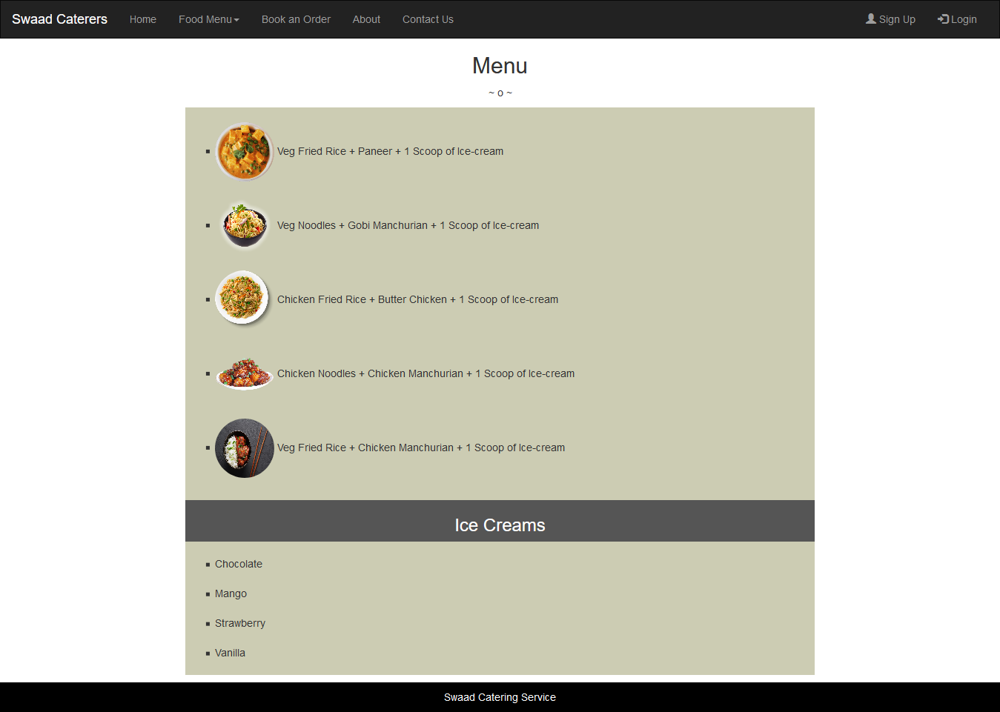 Swaad Caterers Home Food Menu Book an Order About Contact Us Sign Up Login
Menu
~ o ~
Veg Fried Rice + Paneer + 1 Scoop of Ice-cream
Veg Noodles + Gobi Manchurian + 1 Scoop of Ice-cream
Chicken Fried Rice + Butter Chicken + 1 Scoop of Ice-cream
Chicken Noodles + Chicken Manchurian + 1 Scoop of Ice-cream
Veg Fried Rice + Chicken Manchurian + 1 Scoop of Ice-cream
Ice Creams
Chocolate
Mango
Strawberry
Vanilla
Swaad Catering Service